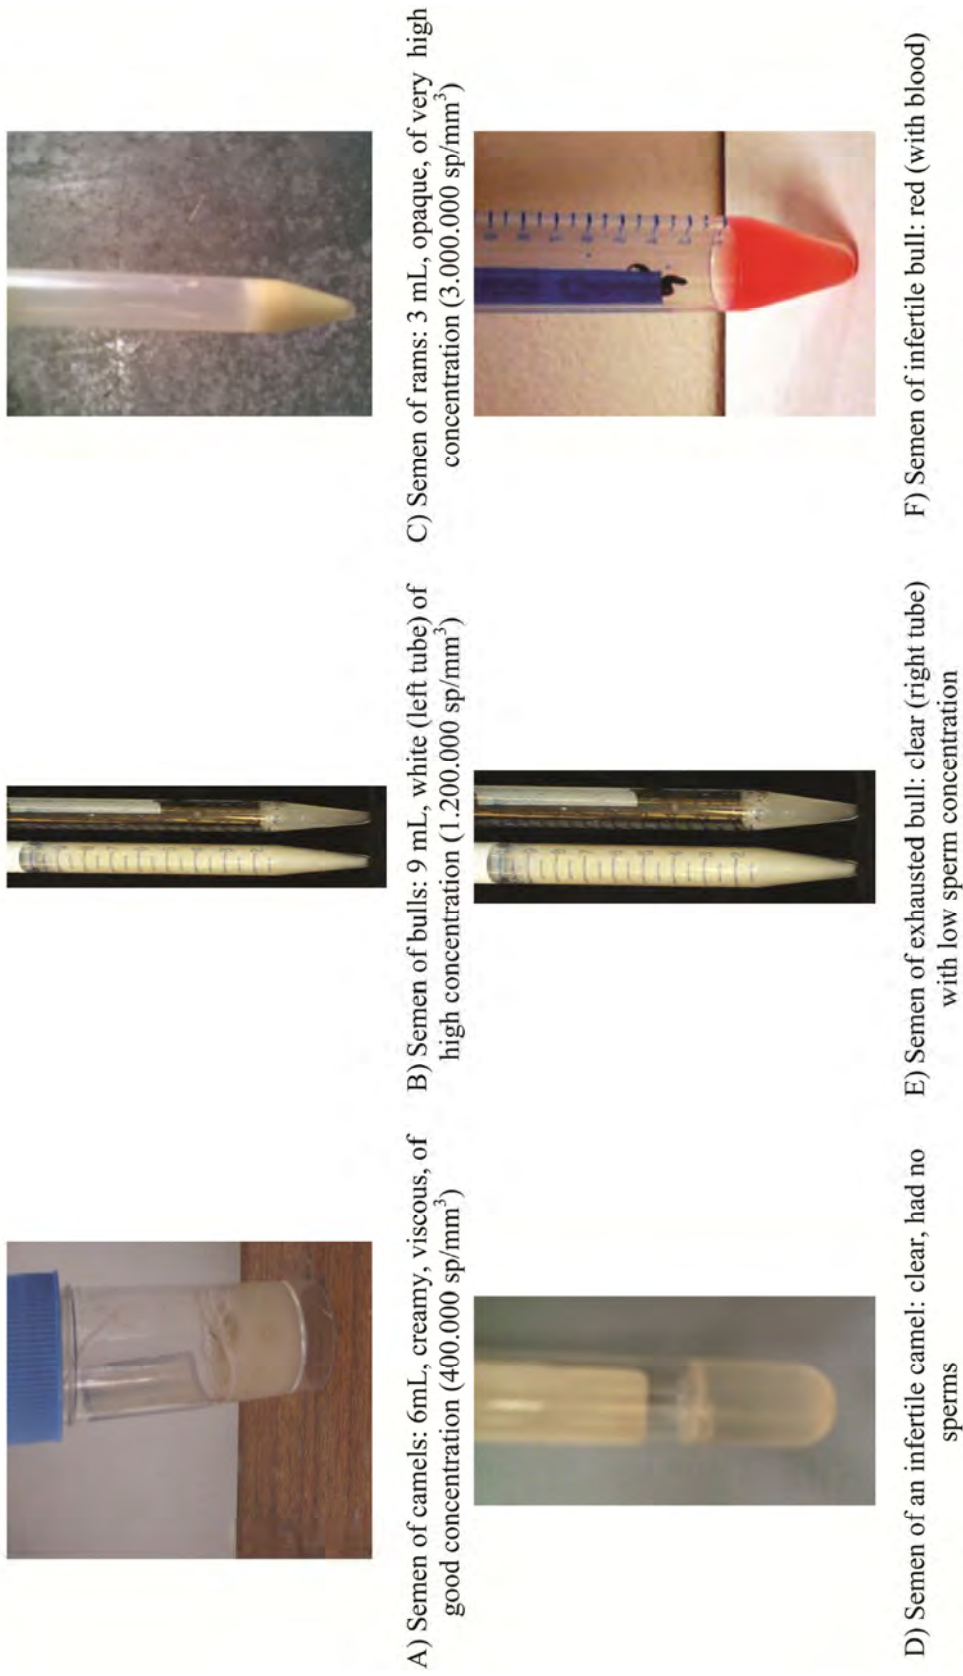 A) Semen of camels: 6mL, creamy, viscous, of
good concentration (400.000 sp/mm³)
B) Semen of bulls: 9 mL, white (left tube) of
high concentration (1.200.000 sp/mm³)
C) Semen of rams: 3 mL, opaque, of very high
concentration (3.000.000 sp/mm³)
D) Semen of an infertile camel: clear, had no
sperms
E) Semen of exhausted bull: clear (right tube)
with low sperm concentration
F) Semen of infertile bull: red (with blood)